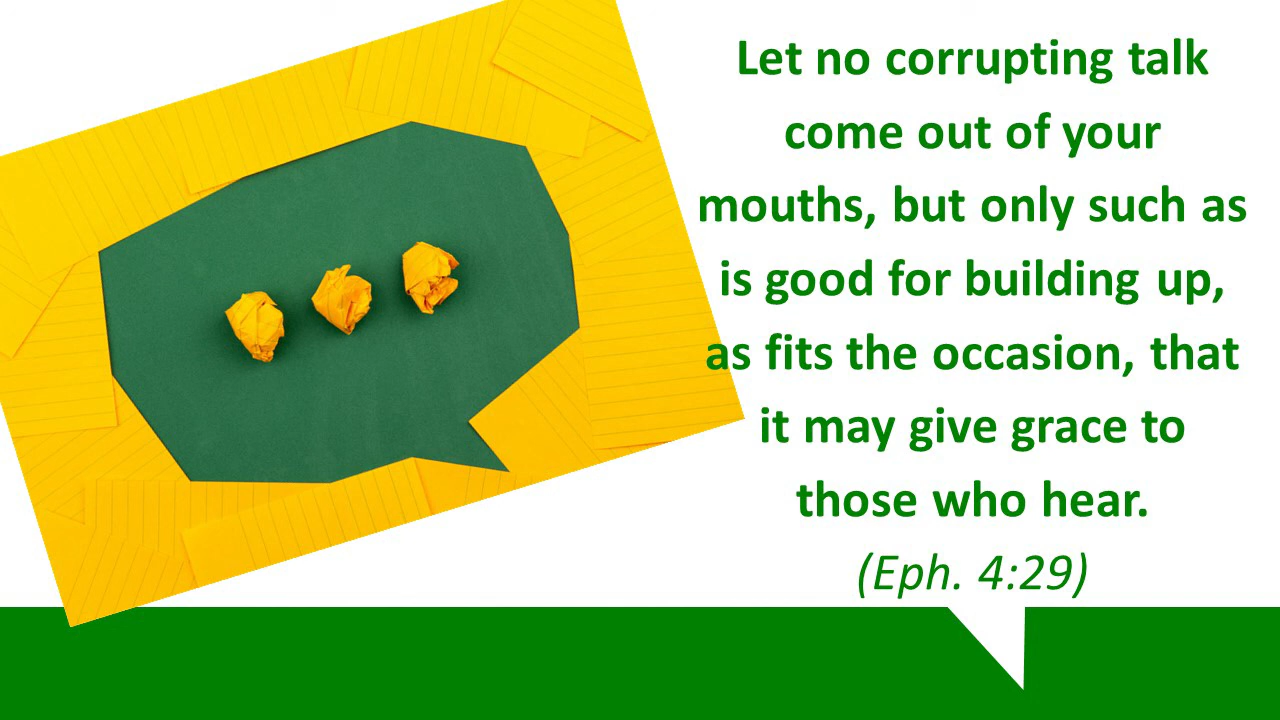 Let no corrupting talk
come out of your
mouths, but only such as
is good for building up,
as fits the occasion, that
it may give grace to
those who hear.
(Eph. 4:29)